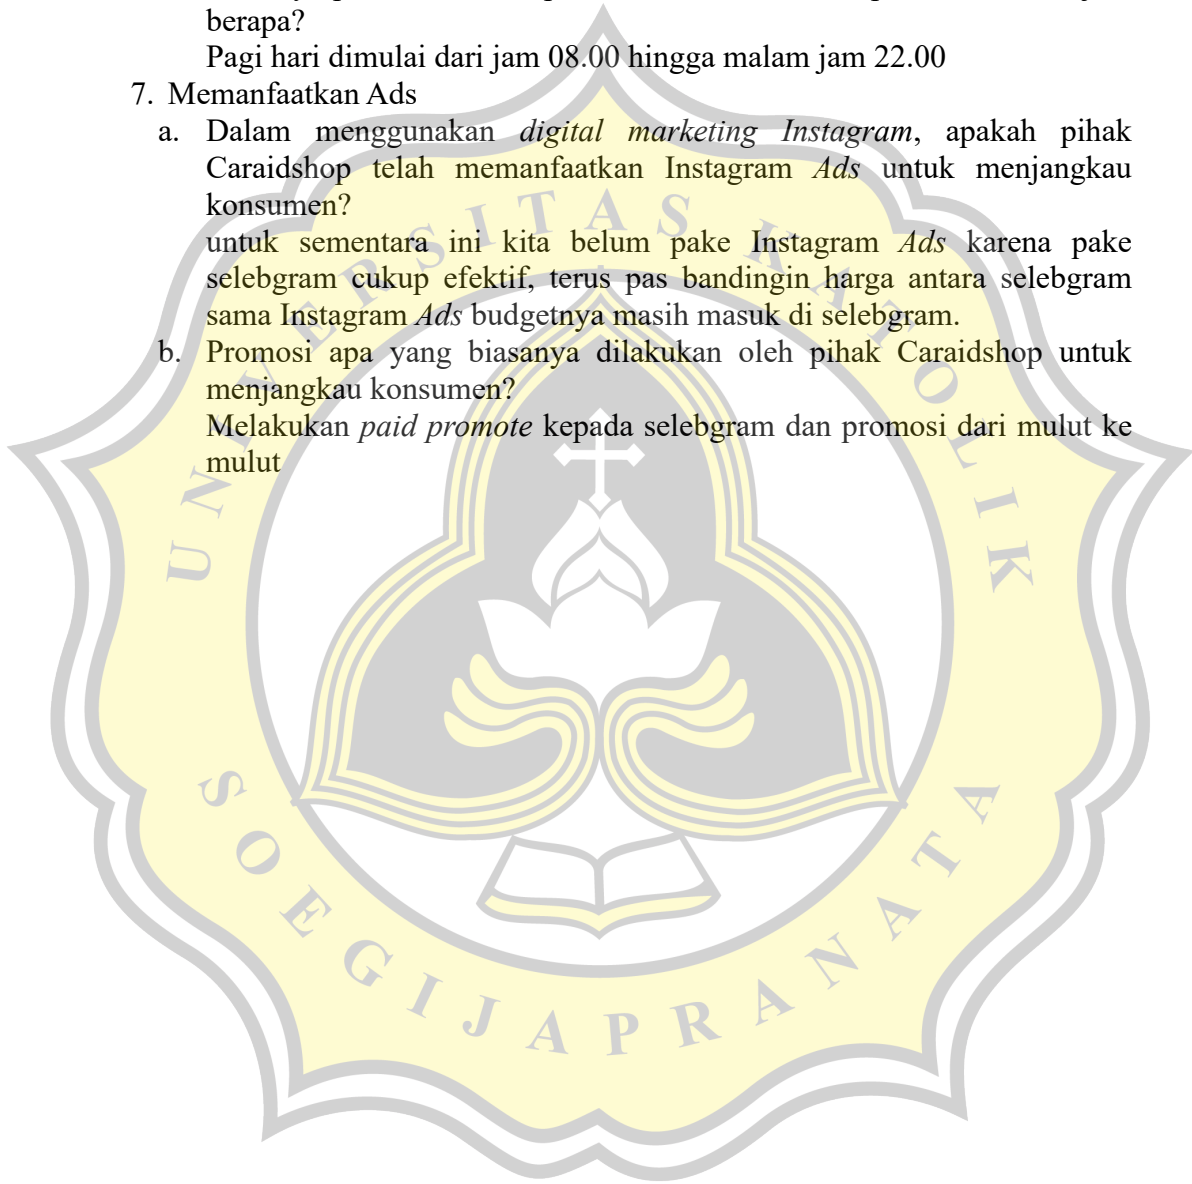 berapa?
Pagi hari dimulai dari jam 08.00 hingga malam jam 22.00
7. Memanfaatkan Ads
a. Dalam menggunakan digital marketing Instagram, apakah pihak
Caraidshop telah memanfaatkan Instagram Ads untuk menjangkau
konsumen?
untuk sementara ini kita belum pake Instagram Ads karena pake
selebgram cukup efektif, terus pas bandingin harga antara selebgram
sama Instagram Ads budgetnya masih masuk di selebgram.
b. Promosi apa yang biasanya dilakukan oleh pihak Caraidshop untuk
menjangkau konsumen?
Melakukan paid promote kepada selebgram dan promosi dari mulut ke
mulut
UNIVERSITAS KATOLIK
SOEGIJAPRANATA